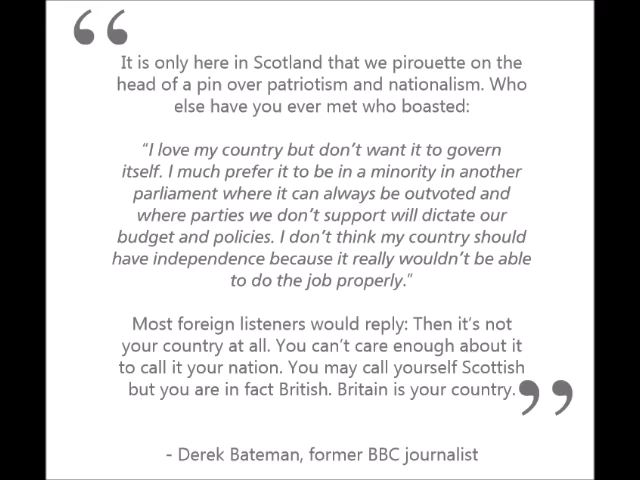 “
It is only here in Scotland that we pirouette on the
head of a pin over patriotism and nationalism. Who
else have you ever met who boasted:
“I love my country but don’t want it to govern
itself. I much prefer it to be in a minority in another
parliament where it can always be outvoted and
where parties we don’t support will dictate our
budget and policies. I don’t think my country should
have independence because it really wouldn’t be able
to do the job properly.”
Most foreign listeners would reply: Then it’s not
your country at all. You can’t care enough about it
to call it your nation. You may call yourself Scottish
but you are in fact British. Britain is your country.
”
- Derek Bateman, former BBC journalist